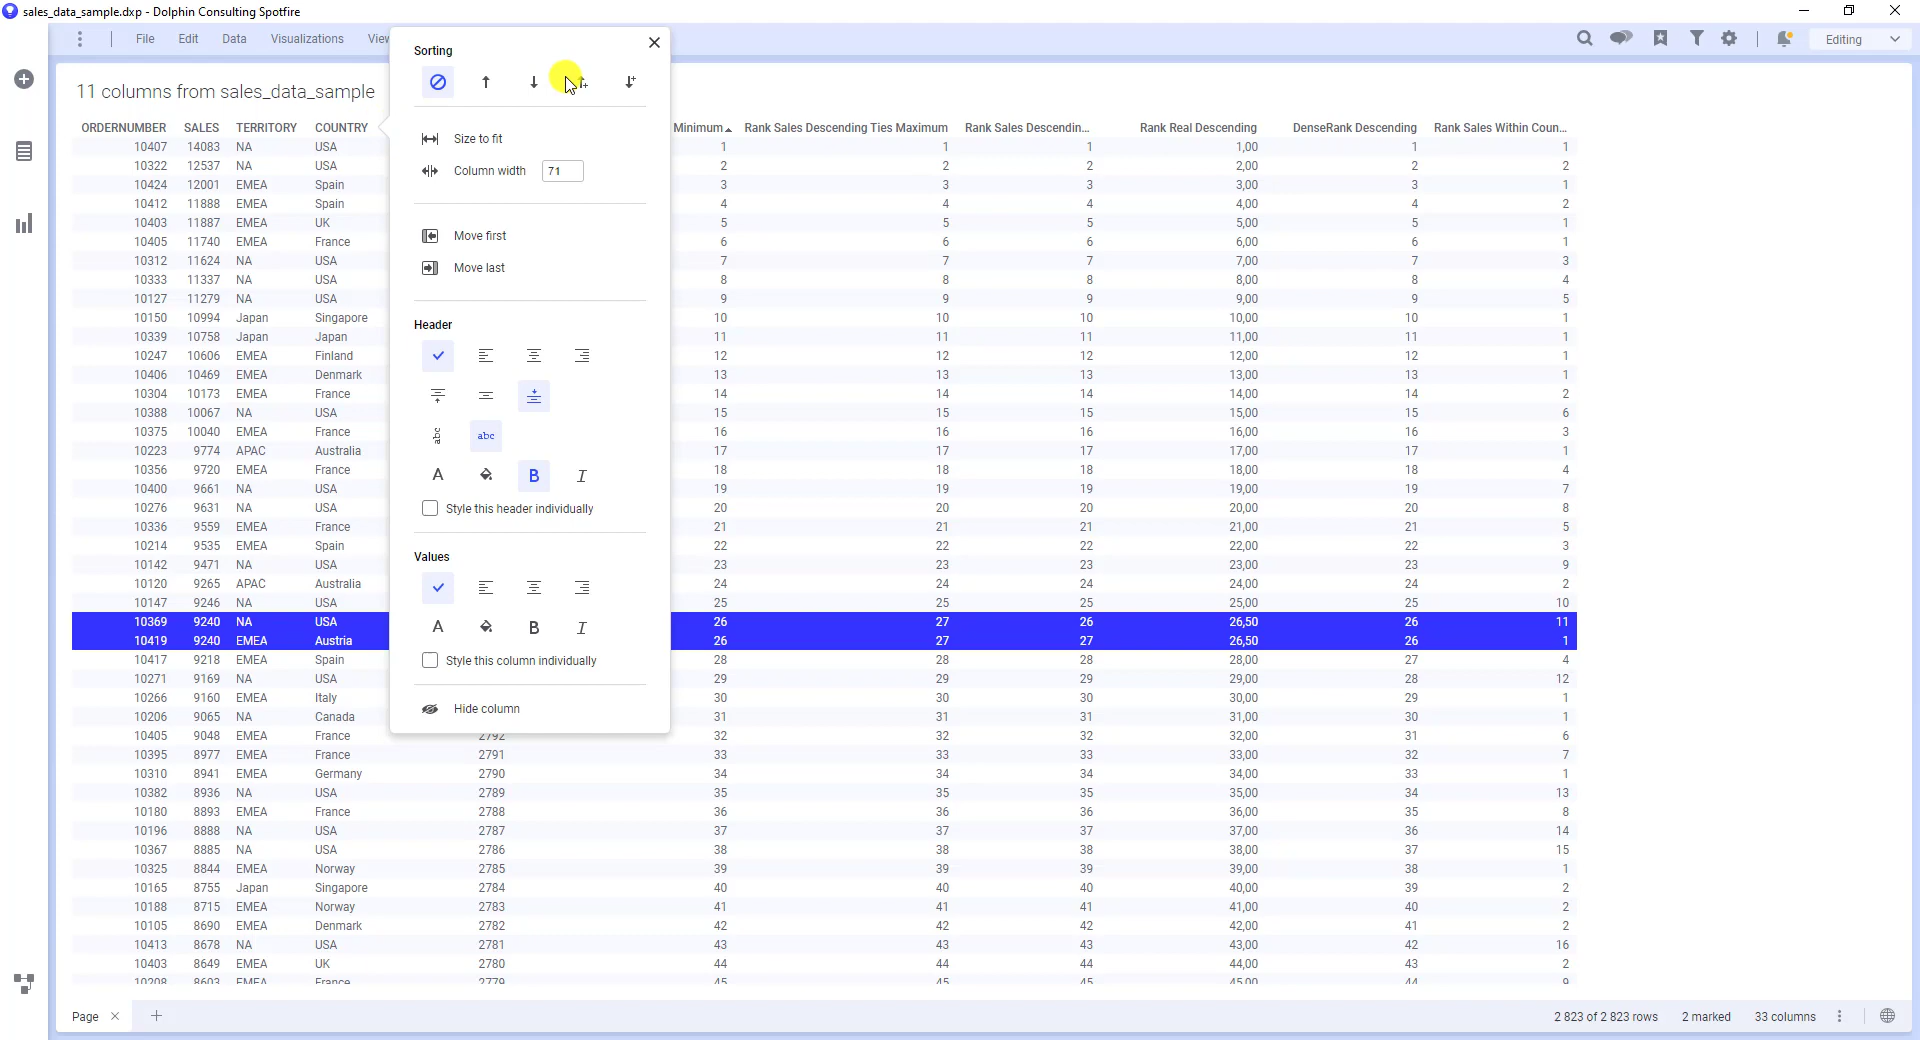 sales_data_sample.dxp - Dolphin Consulting Spotfire
File Edit Data Visualizations View Editing
11 columns from sales_data_sample
Sorting
Size to fit
Column width 71
Move first
Move last
Header
abc
abc
A B I
Style this header individually
Values
A B I
Style this column individually
Hide column
ORDERNUMBER SALES TERRITORY COUNTRY Minimum Rank Sales Descending Ties Maximum Rank Sales Descendin... Rank Real Descending DenseRank Descending Rank Sales Within Coun...
10407 14083 NA USA 1 1 1 1,00 1 1
10322 12537 NA USA 2 2 2 2,00 2 2
10424 12001 EMEA Spain 3 3 3 3,00 3 1
10412 11888 EMEA Spain 4 4 4 4,00 4 2
10403 11887 EMEA UK 5 5 5 5,00 5 1
10405 11740 EMEA France 6 6 6 6,00 6 1
10312 11624 NA USA 7 7 7 7,00 7 3
10333 11337 NA USA 8 8 8 8,00 8 4
10127 11279 NA USA 9 9 9 9,00 9 5
10150 10994 Japan Singapore 10 10 10 10,00 10 1
10339 10758 Japan Japan 11 11 11 11,00 11 1
10247 10606 EMEA Finland 12 12 12 12,00 12 1
10406 10469 EMEA Denmark 13 13 13 13,00 13 1
10304 10173 EMEA France 14 14 14 14,00 14 2
10388 10067 NA USA 15 15 15 15,00 15 6
10375 10040 EMEA France 16 16 16 16,00 16 3
10223 9774 APAC Australia 17 17 17 17,00 17 1
10356 9720 EMEA France 18 18 18 18,00 18 4
10400 9661 NA USA 19 19 19 19,00 19 7
10276 9631 NA USA 20 20 20 20,00 20 8
10336 9559 EMEA France 21 21 21 21,00 21 5
10214 9535 EMEA Spain 22 22 22 22,00 22 3
10142 9471 NA USA 23 23 23 23,00 23 9
10120 9265 APAC Australia 24 24 24 24,00 24 2
10147 9246 NA USA 25 25 25 25,00 25 10
10369 9240 NA USA 26 27 26 26,50 26 11
10419 9240 EMEA Austria 26 27 27 26,50 26 1
10417 9218 EMEA Spain 28 28 28 28,00 27 4
10271 9169 NA USA 29 29 29 29,00 28 12
10266 9160 EMEA Italy 30 30 30 30,00 29 1
10206 9065 NA Canada 31 31 31 31,00 30 1
10405 9048 EMEA France 2792 32 32 32 32,00 31 6
10395 8977 EMEA France 2791 33 33 33 33,00 32 7
10310 8941 EMEA Germany 2790 34 34 34 34,00 33 1
10382 8936 NA USA 2789 35 35 35 35,00 34 13
10180 8893 EMEA France 2788 36 36 36 36,00 35 8
10196 8888 NA USA 2787 37 37 37 37,00 36 14
10367 8885 NA USA 2786 38 38 38 38,00 37 15
10325 8844 EMEA Norway 2785 39 39 39 39,00 38 1
10165 8755 Japan Singapore 2784 40 40 40 40,00 39 2
10188 8715 EMEA Norway 2783 41 41 41 41,00 40 2
10105 8690 EMEA Denmark 2782 42 42 42 42,00 41 2
10413 8678 NA USA 2781 43 43 43 43,00 42 16
10403 8649 EMEA UK 2780 44 44 44 44,00 43 2
10208 8603 EMEA France 2779 45 45 45 45,00 44 9
Page 2 823 of 2 823 rows 2 marked 33 columns